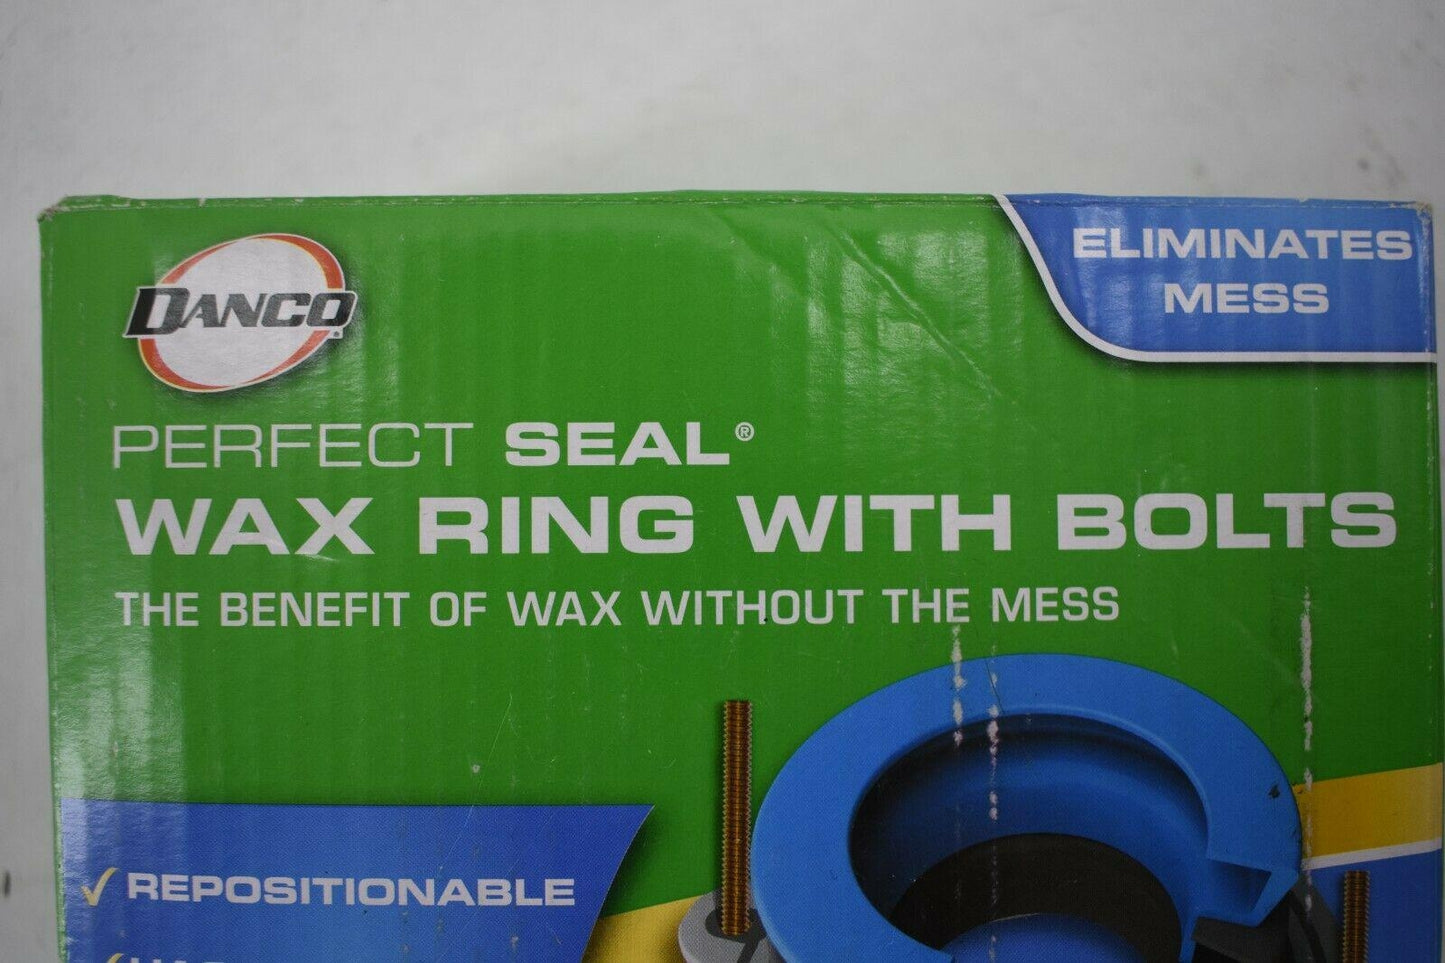 ELIMINATES
MESS
DANCO®
PERFECT SEAL®
WAX RING WITH BOLTS
THE BENEFIT OF WAX WITHOUT THE MESS
REPOSITIONABLE